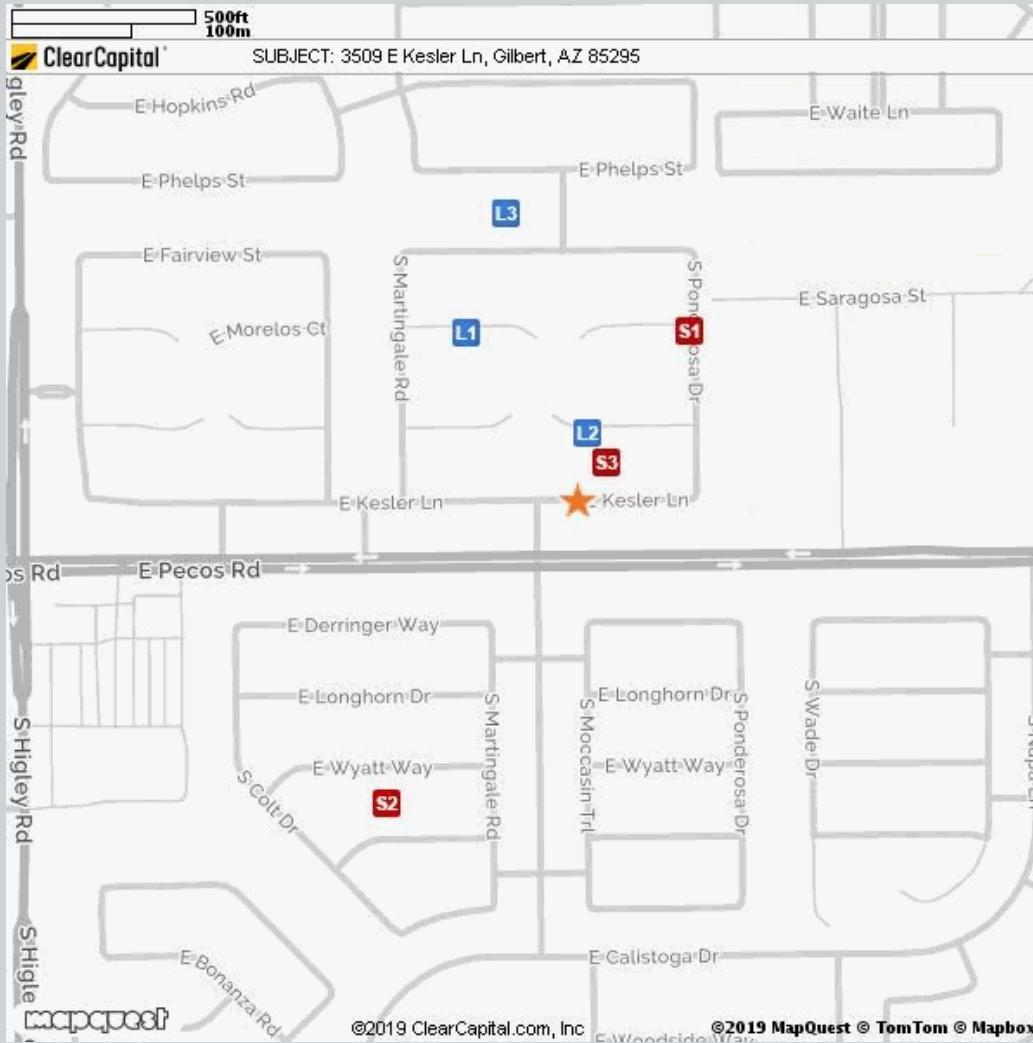 500ft
100m
ClearCapital
SUBJECT: 3509 E Kesler Ln, Gilbert, AZ 85295
gley Rd
E Hopkins Rd
E Waite Ln
E Phelps St
E Phelps St
L3
E Fairview St
S Martingale Rd
S Ponderosa Dr
E Saragosa St
E Morelos Ct
L1
S1
L2
S3
E Kesler Ln
Kesler Ln
os Rd
E Pecos Rd
E Derringer Way
E Longhorn Dr
E Longhorn Dr
S Martingale Rd
S Moccasin Trl
S Ponderosa Dr
S Wade Dr
S Higley Rd
E Wyatt Way
E Wyatt Way
S Colt Dr
S2
S Napa Ln
S Higle
E Bonanza Rd
E Calistoga Dr
E Woodside Way
mapquest
©2019 ClearCapital.com, Inc
©2019 MapQuest © TomTom © Mapbox